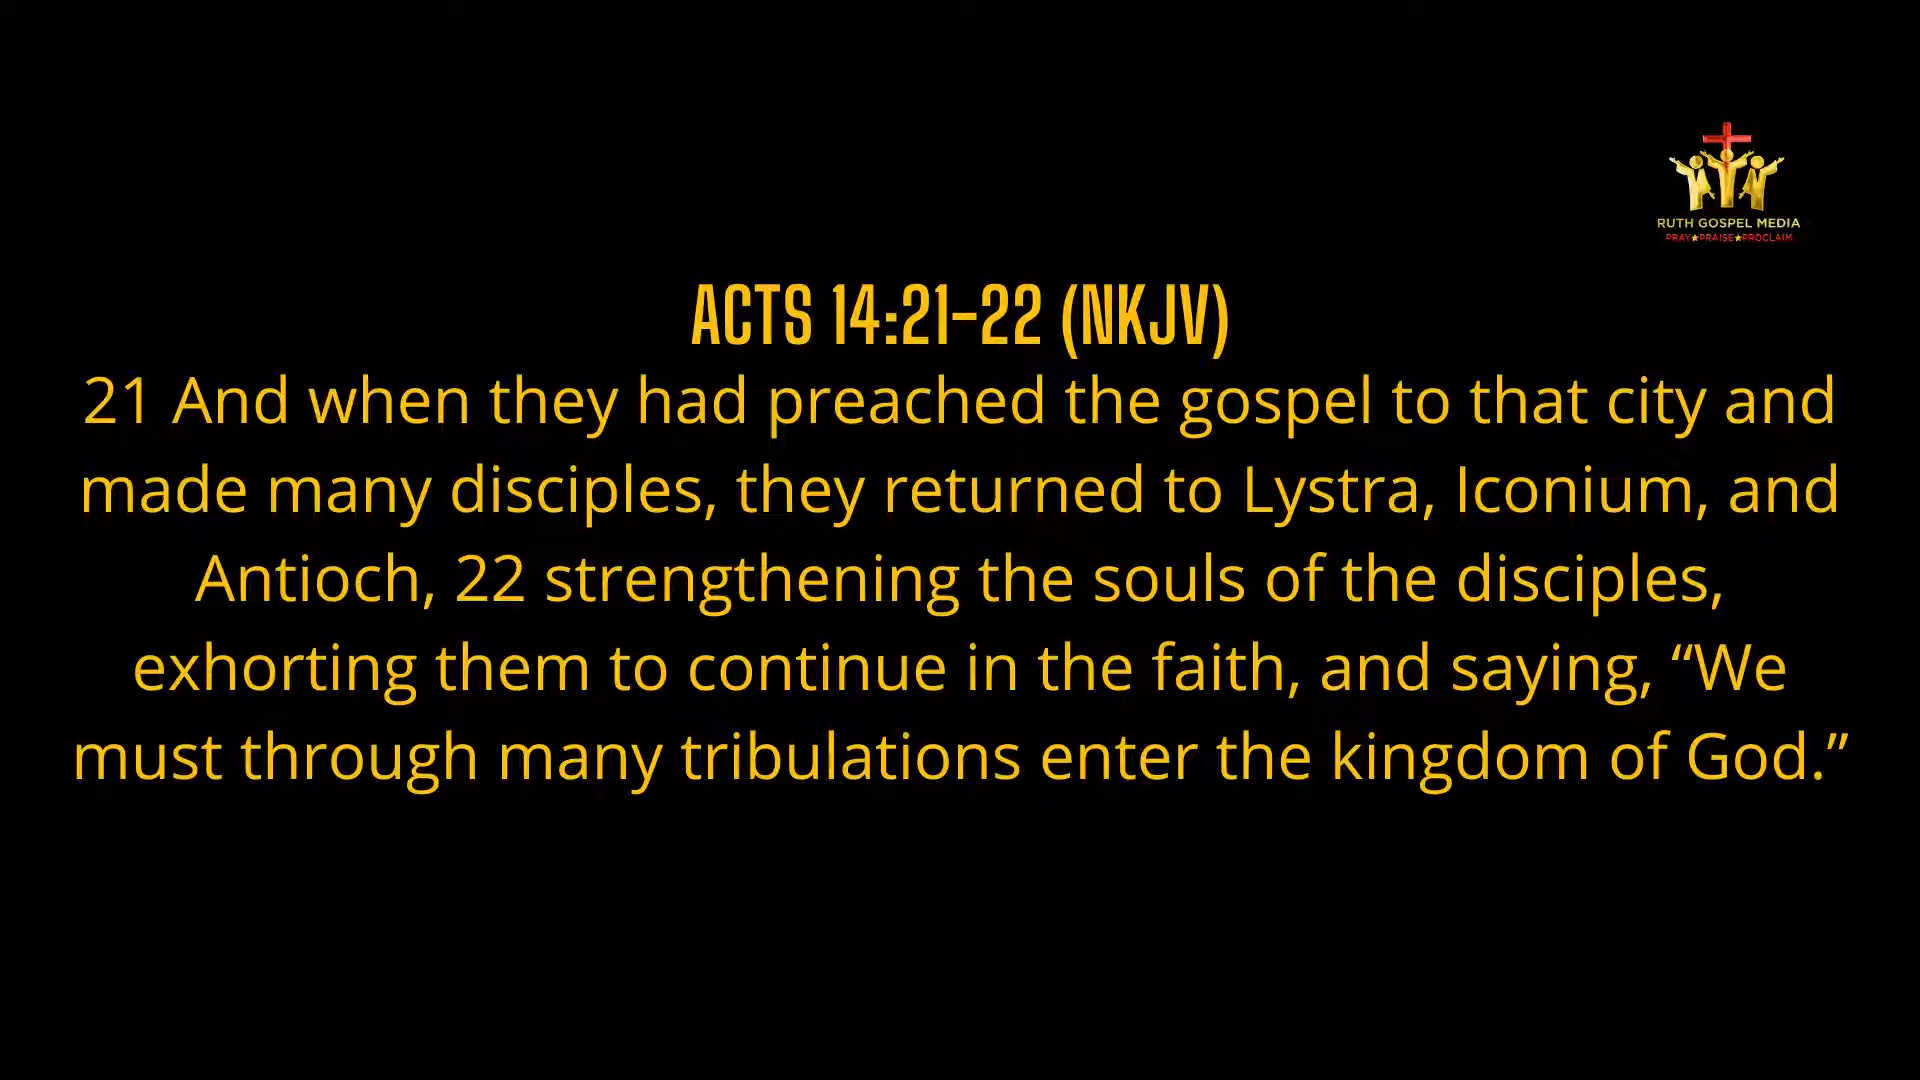 RUTH GOSPEL MEDIA
PRAY★PRAISE★PROCLAIM
ACTS 14:21-22 (NKJV)
21 And when they had preached the gospel to that city and
made many disciples, they returned to Lystra, Iconium, and
Antioch, 22 strengthening the souls of the disciples,
exhorting them to continue in the faith, and saying, “We
must through many tribulations enter the kingdom of God.”